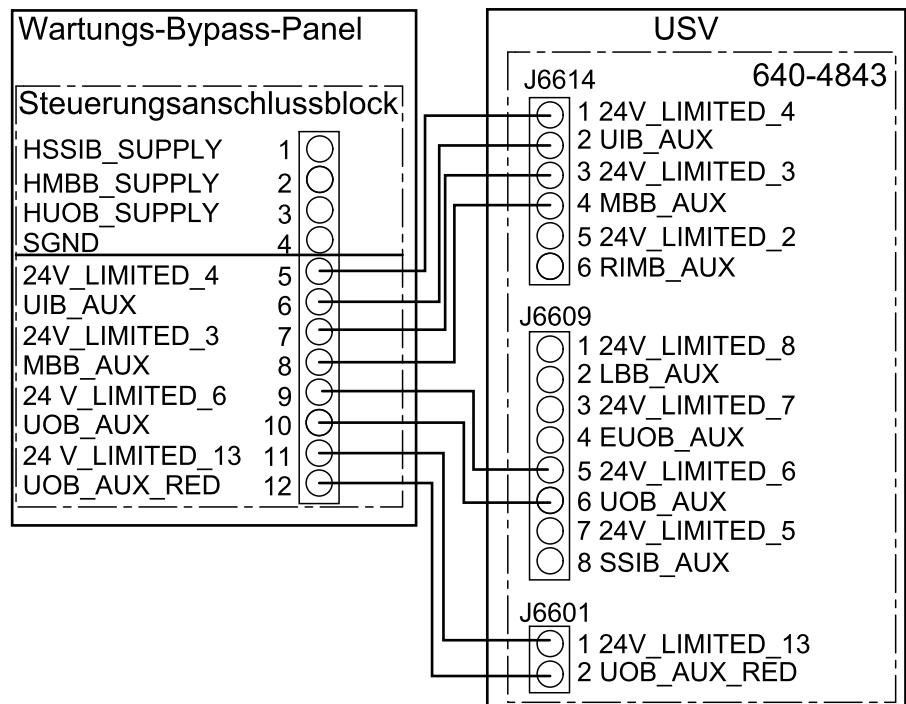 Wartungs-Bypass-Panel
Steuerungsanschlussblock
HSSIB_SUPPLY 1
HMBB_SUPPLY 2
HUOB_SUPPLY 3
SGND 4
24V_LIMITED_4 5
UIB_AUX 6
24V_LIMITED_3 7
MBB_AUX 8
24 V_LIMITED_6 9
UOB_AUX 10
24 V_LIMITED_13 11
UOB_AUX_RED 12
USV
640-4843
J6614
1 24V_LIMITED_4
2 UIB_AUX
3 24V_LIMITED_3
4 MBB_AUX
5 24V_LIMITED_2
6 RIMB_AUX
J6609
1 24V_LIMITED_8
2 LBB_AUX
3 24V_LIMITED_7
4 EUOB_AUX
5 24V_LIMITED_6
6 UOB_AUX
7 24V_LIMITED_5
8 SSIB_AUX
J6601
1 24V_LIMITED_13
2 UOB_AUX_RED